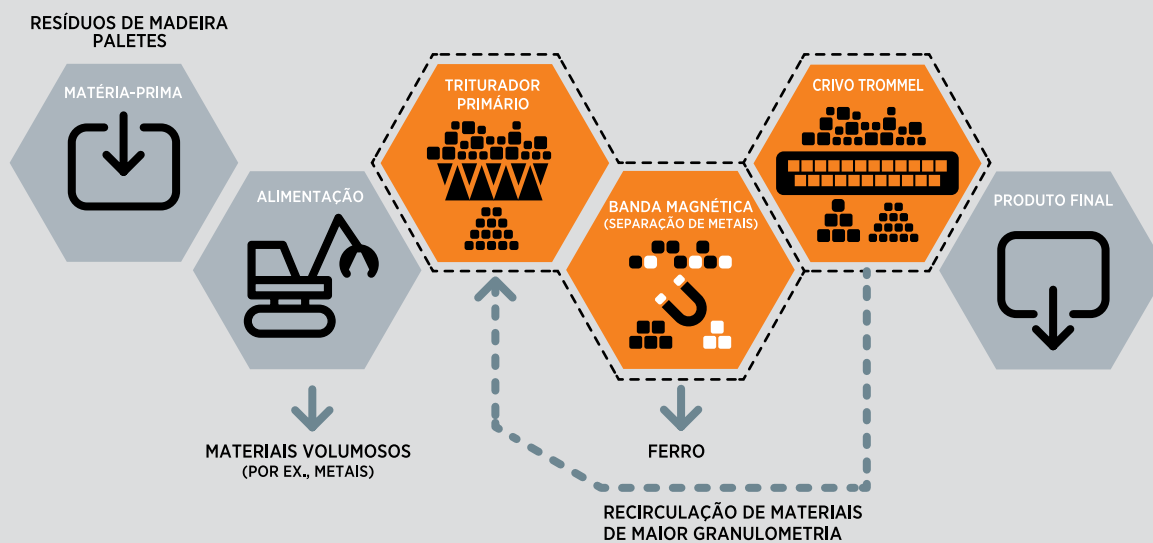 RESÍDUOS DE MADEIRA
PALETES
MATÉRIA-PRIMA
ALIMENTAÇÃO
MATERIAIS VOLUMOSOS
(POR EX., METAIS)
TRITURADOR
PRIMÁRIO
BANDA MAGNÉTICA
(SEPARAÇÃO DE METAIS)
FERRO
CRIVO TROMMEL
RECIRCULAÇÃO DE MATERIAIS
DE MAIOR GRANULOMETRIA
PRODUTO FINAL